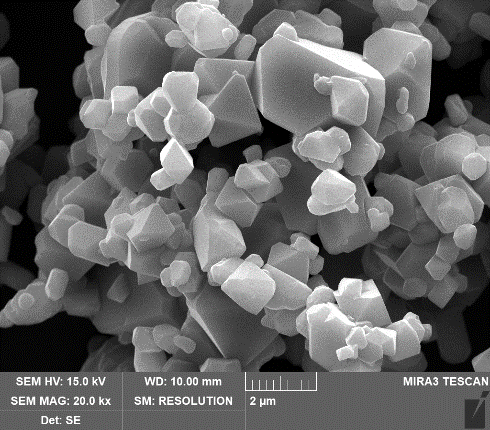 SEM HV: 15.0 kV
WD: 10.00 mm
MIRA3 TESCAN
SEM MAG: 20.0 kx
SM: RESOLUTION
2 µm
Det: SE